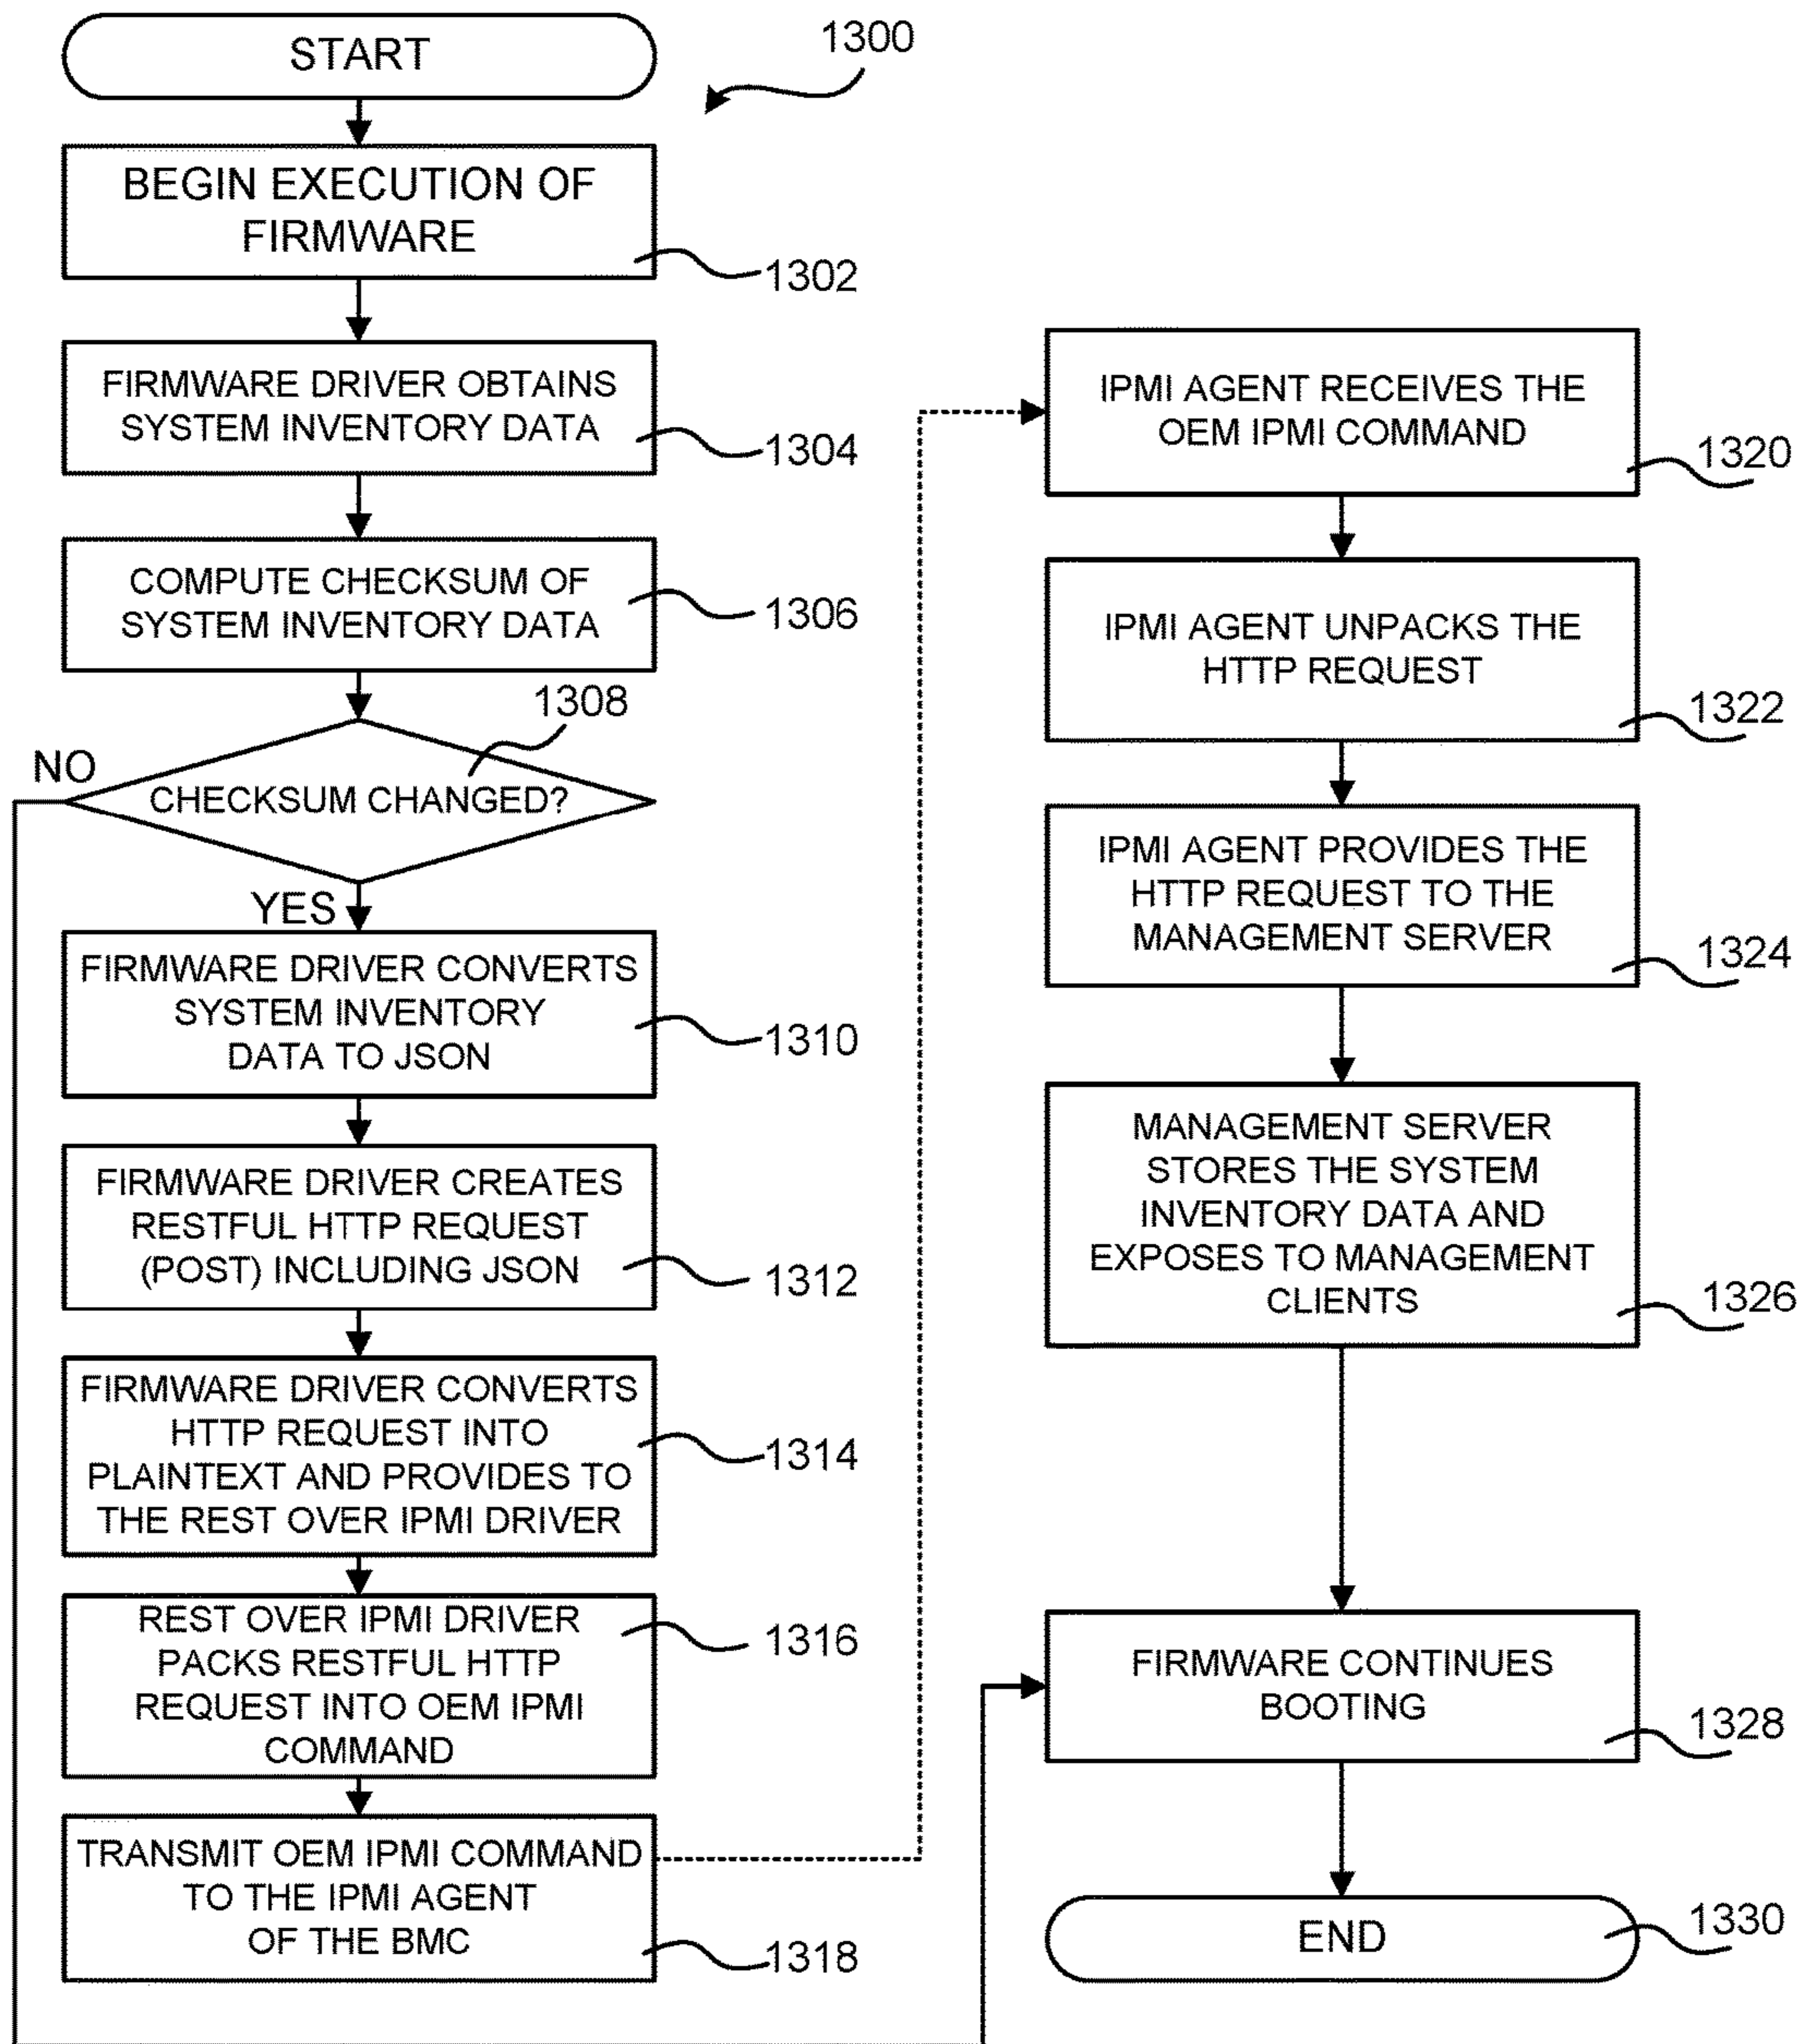 START
1300
BEGIN EXECUTION OF
FIRMWARE
1302
FIRMWARE DRIVER OBTAINS
SYSTEM INVENTORY DATA
1304
COMPUTE CHECKSUM OF
SYSTEM INVENTORY DATA
1306
1308
NO
CHECKSUM CHANGED?
YES
FIRMWARE DRIVER CONVERTS
SYSTEM INVENTORY
DATA TO JSON
1310
FIRMWARE DRIVER CREATES
RESTFUL HTTP REQUEST
(POST) INCLUDING JSON
1312
FIRMWARE DRIVER CONVERTS
HTTP REQUEST INTO
PLAINTEXT AND PROVIDES TO
THE REST OVER IPMI DRIVER
1314
REST OVER IPMI DRIVER
PACKS RESTFUL HTTP
REQUEST INTO OEM IPMI
COMMAND
1316
TRANSMIT OEM IPMI COMMAND
TO THE IPMI AGENT
OF THE BMC
1318
IPMI AGENT RECEIVES THE
OEM IPMI COMMAND
1320
IPMI AGENT UNPACKS THE
HTTP REQUEST
1322
IPMI AGENT PROVIDES THE
HTTP REQUEST TO THE
MANAGEMENT SERVER
1324
MANAGEMENT SERVER
STORES THE SYSTEM
INVENTORY DATA AND
EXPOSES TO MANAGEMENT
CLIENTS
1326
FIRMWARE CONTINUES
BOOTING
1328
END
1330